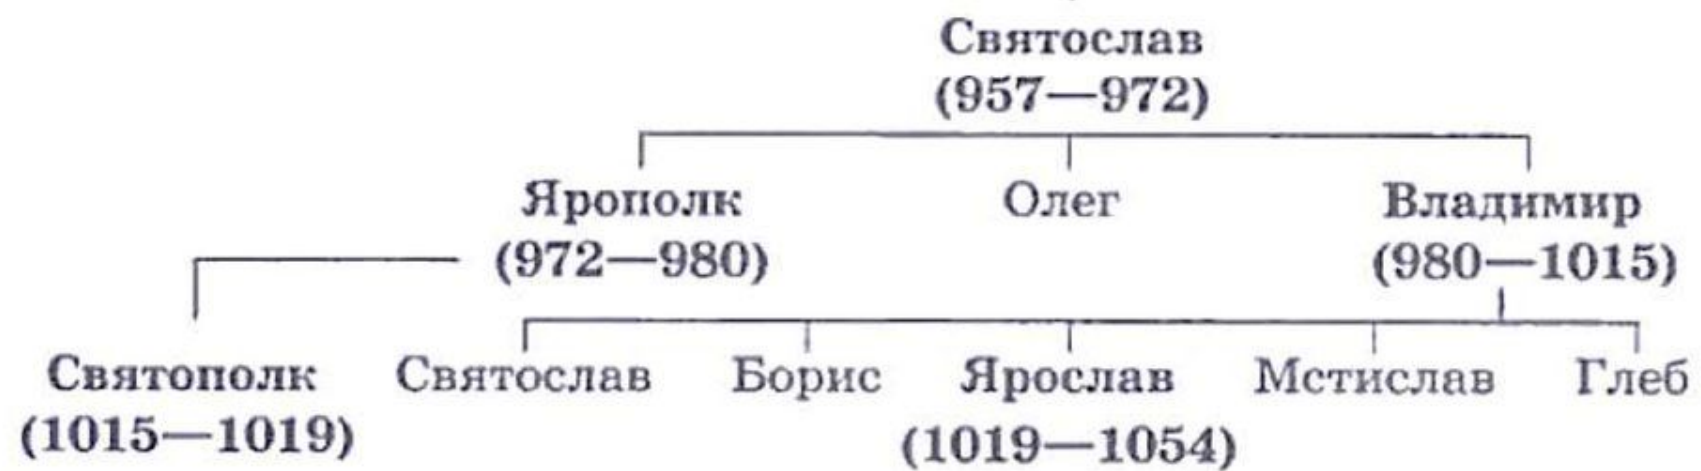 Святослав
(957—972)
Ярополк Олег Владимир
(972—980) (980—1015)
Святополк Святослав Борис Ярослав Мстислав Глеб
(1015—1019) (1019—1054)